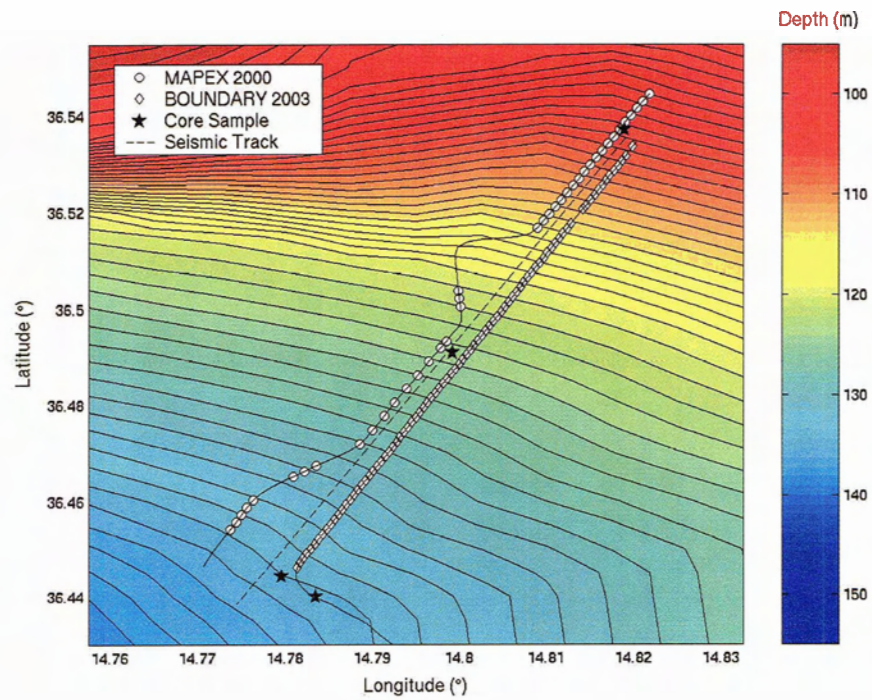 Depth (m)
MAPEX 2000
BOUNDARY 2003
Core Sample
Seismic Track
36.54
36.52
36.5
36.48
36.46
36.44
Latitude (°)
14.76 14.77 14.78 14.79 14.8 14.81 14.82 14.83
Longitude (°)
100
110
120
130
140
150